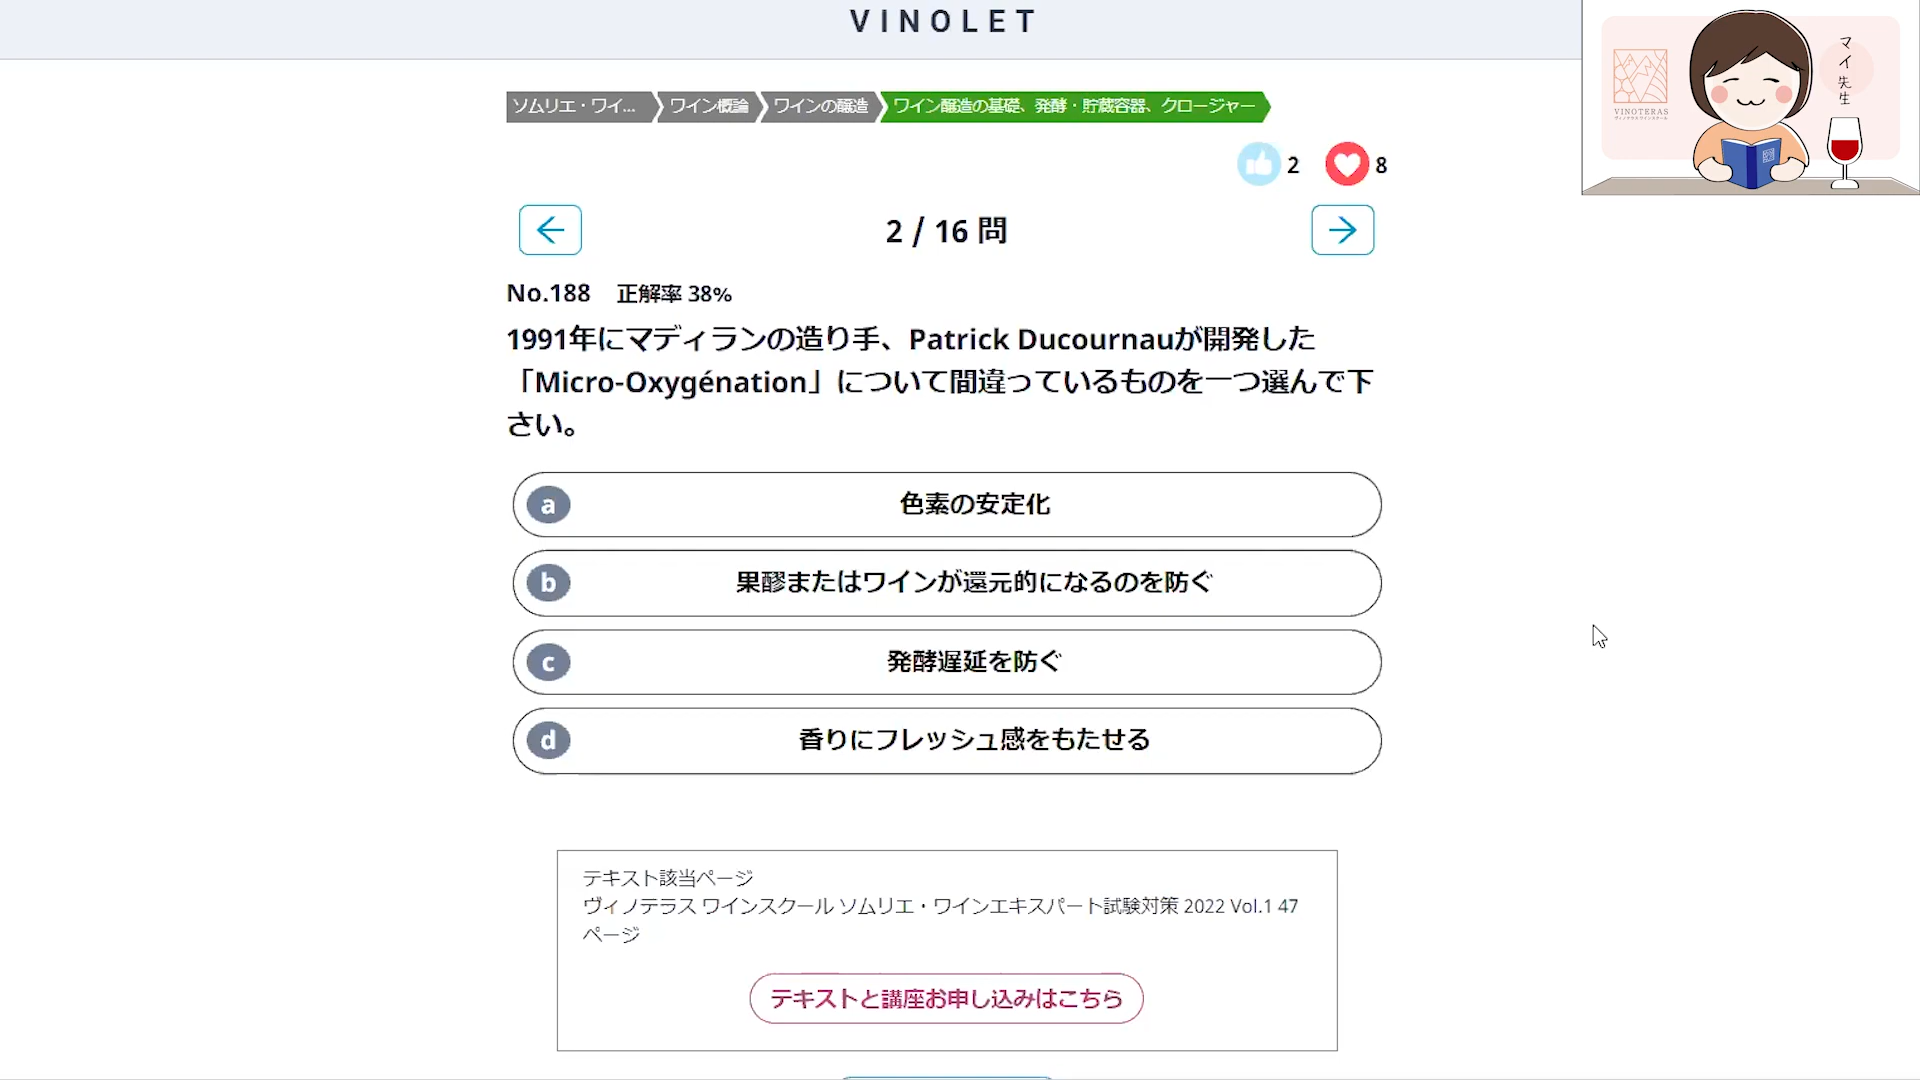 VINOLET
マイ先生
VINOTERAS
ソムリエ・ワイ... ワイン概論 ワインの醸造 ワイン醸造の基礎、発酵・貯蔵容器、クロージャー
2 8
2 / 16 問
No.188 正解率 38%
1991年にマディランの造り手、Patrick Ducournauが開発した
「Micro-Oxygénation」について間違っているものを一つ選んで下
さい。
a 色素の安定化
b 果醪またはワインが還元的になるのを防ぐ
c 発酵遅延を防ぐ
d 香りにフレッシュ感をもたせる
テキスト該当ページ
ヴィノテラス ワインスクール ソムリエ・ワインエキスパート試験対策 2022 Vol.1 47
ページ
テキストと講座お申し込みはこちら